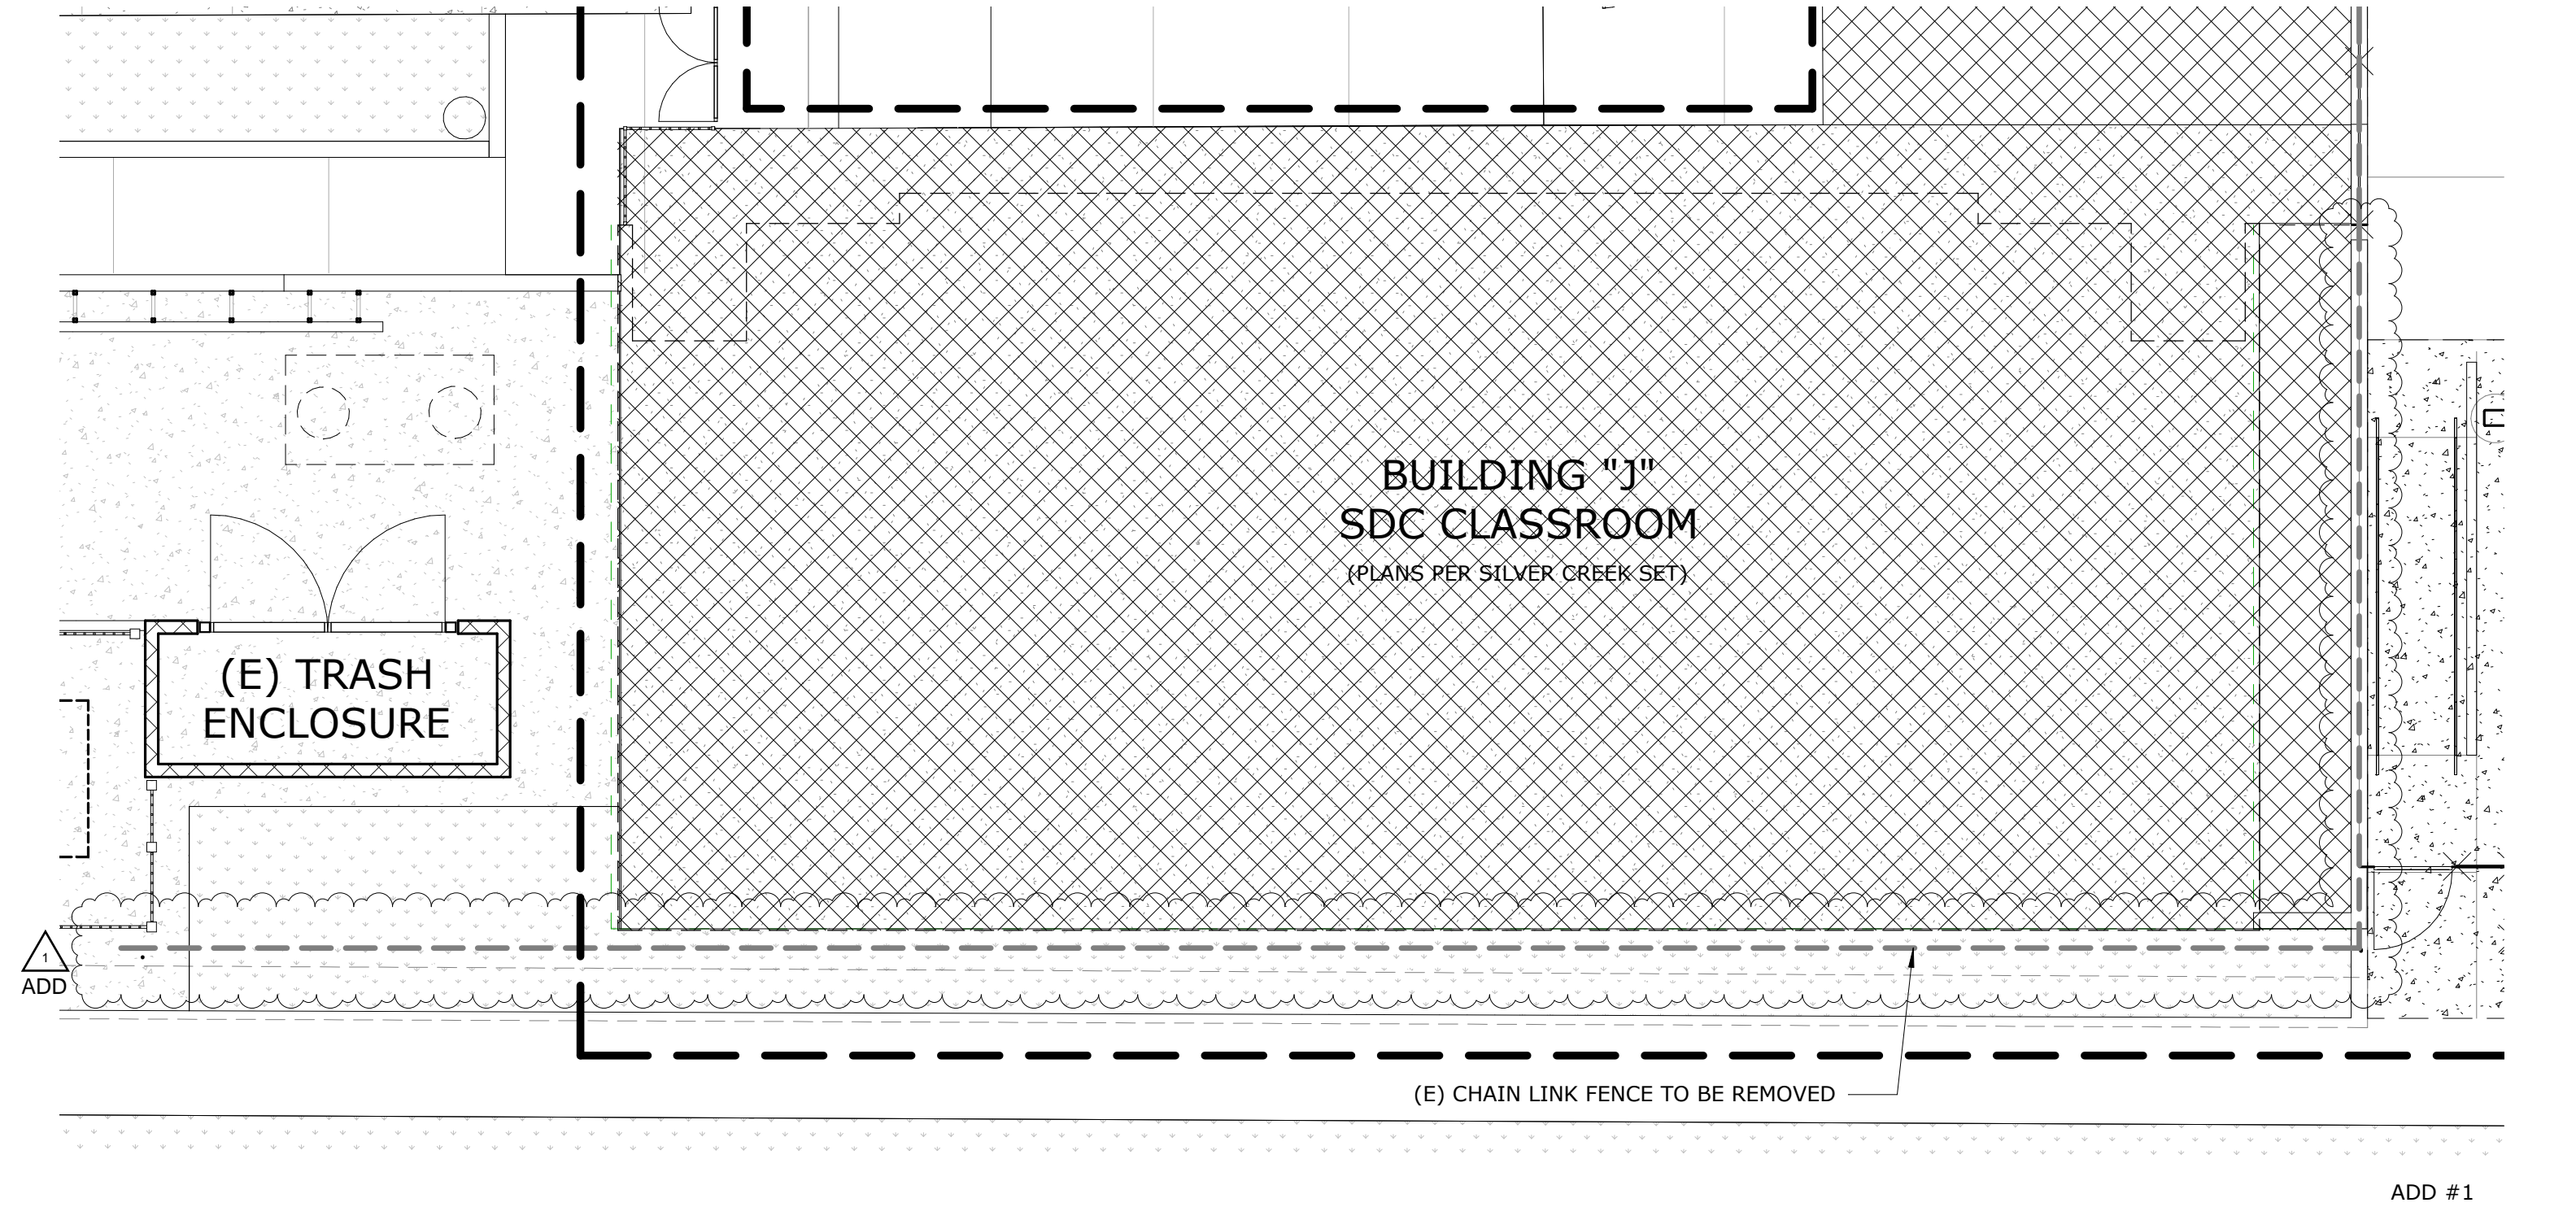 BUILDING "J"
SDC CLASSROOM
(PLANS PER SILVER CREEK SET)
(E) TRASH
ENCLOSURE
1
ADD
(E) CHAIN LINK FENCE TO BE REMOVED
ADD #1